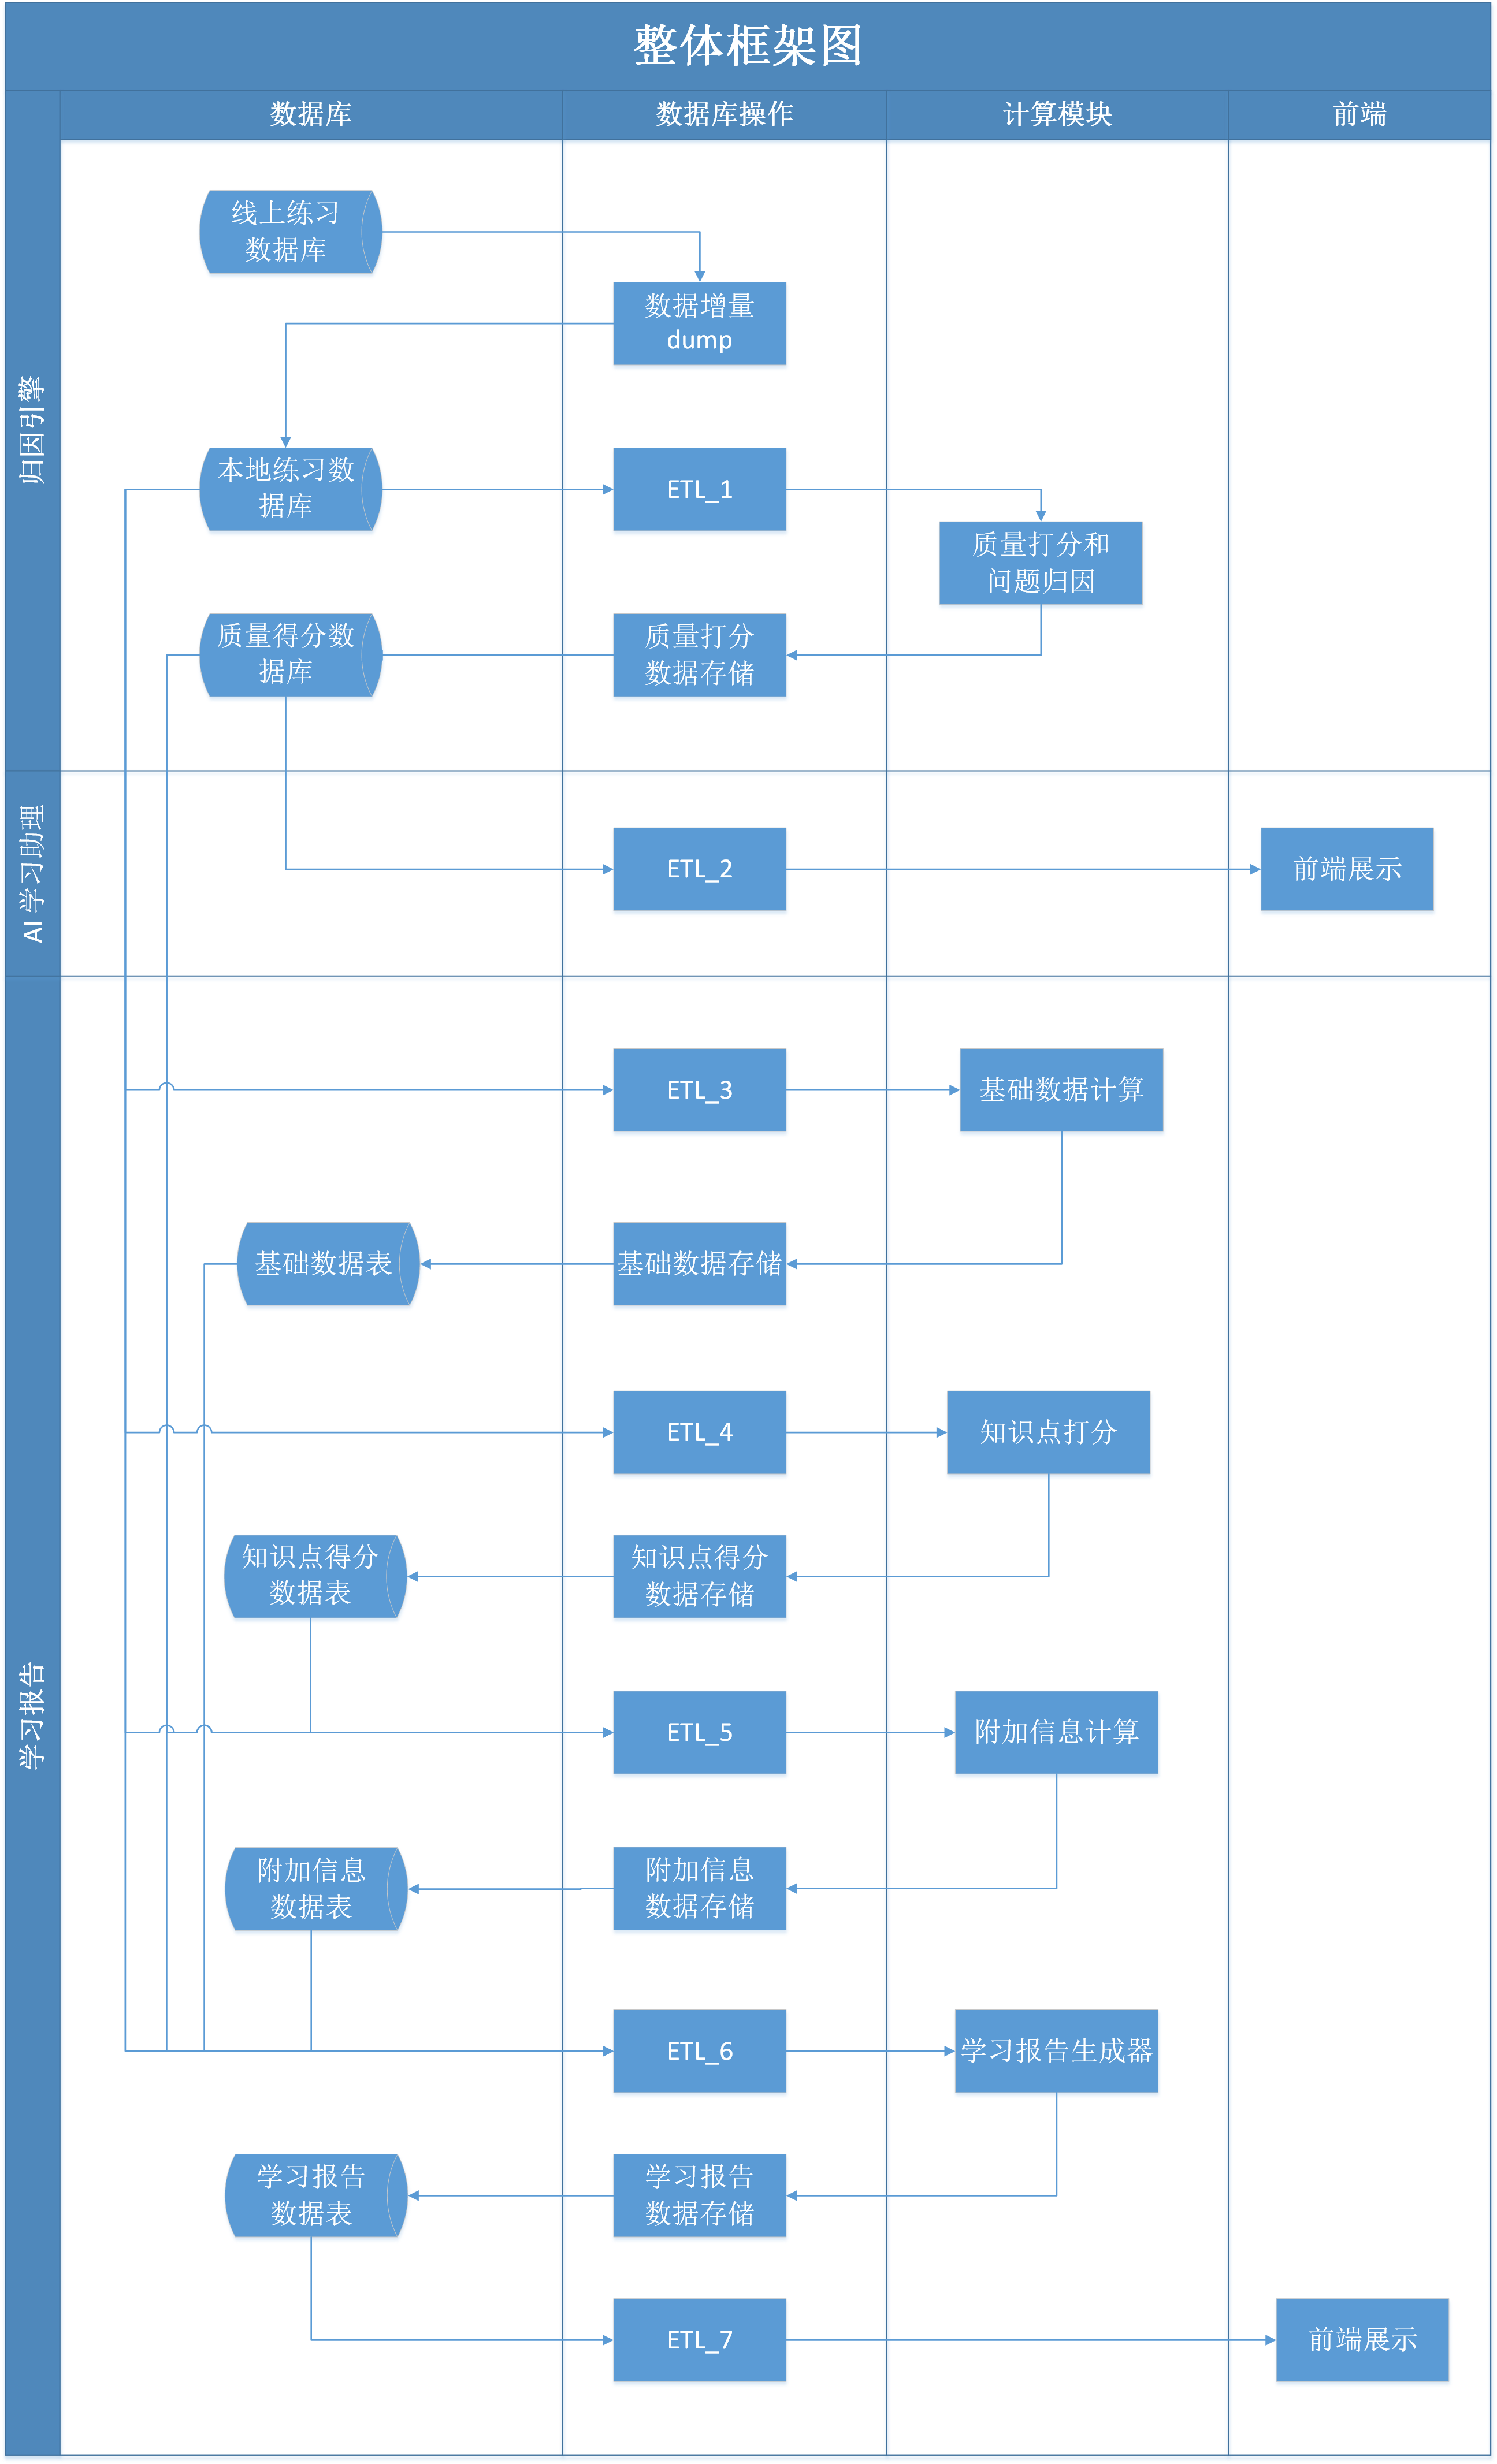 整体框架图
数据库
数据库操作
计算模块
前端
归因引擎
线上练习
数据库
数据增量
dump
本地练习数
据库
ETL_1
质量打分和
问题归因
质量得分数
据库
质量打分
数据存储
AI 学习助理
ETL_2
前端展示
学习报告
ETL_3
基础数据计算
基础数据表
基础数据存储
ETL_4
知识点打分
知识点得分
数据表
知识点得分
数据存储
ETL_5
附加信息计算
附加信息
数据表
附加信息
数据存储
ETL_6
学习报告生成器
学习报告
数据表
学习报告
数据存储
ETL_7
前端展示